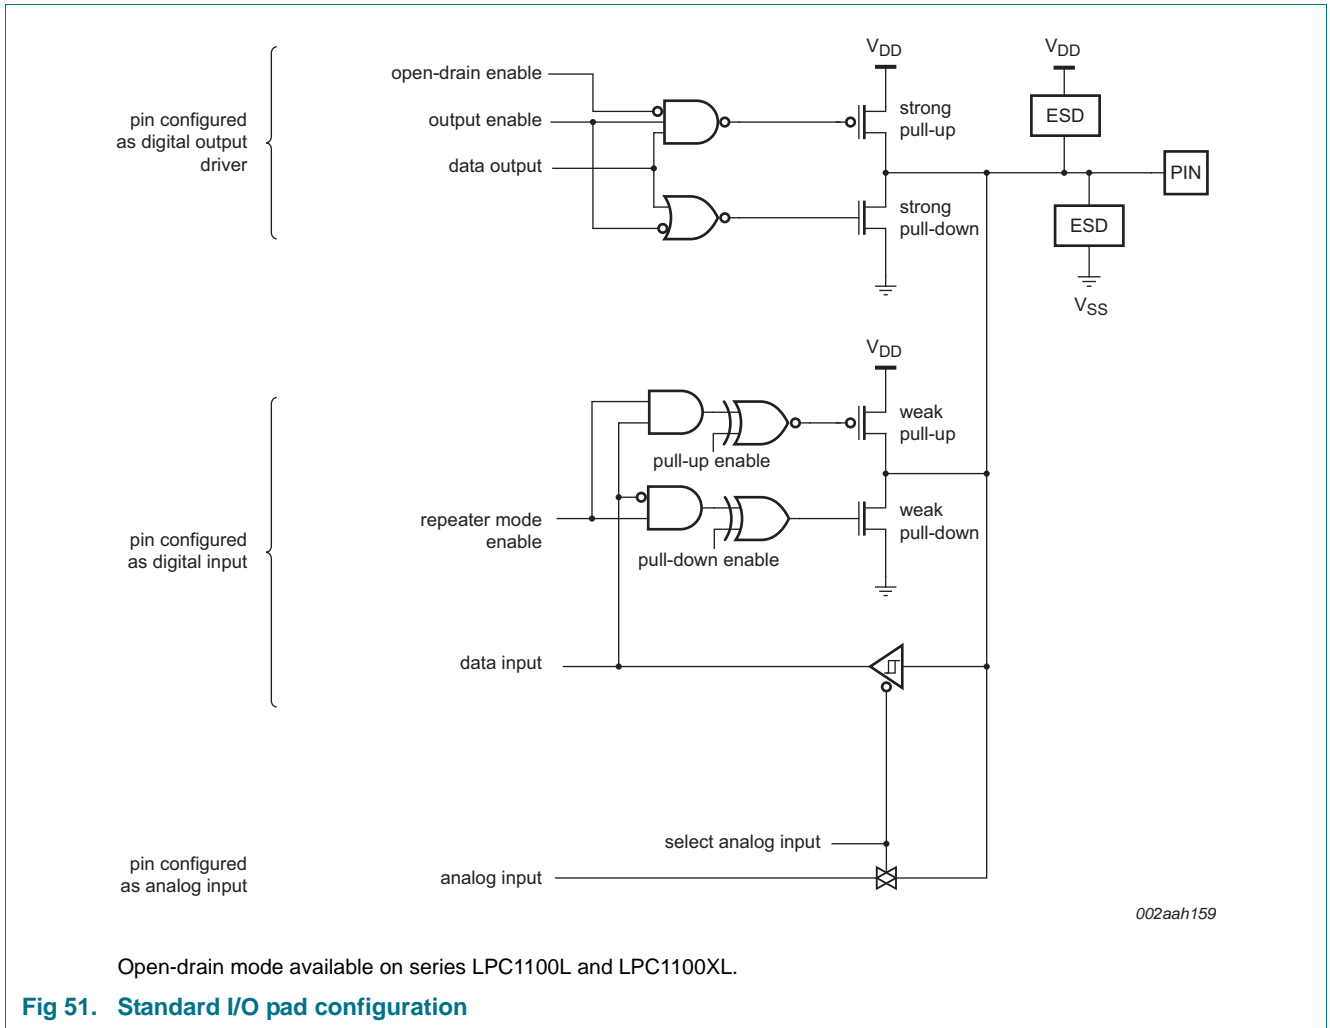 VDD
VDD
open-drain enable
strong
pull-up
ESD
pin configured
as digital output
driver
output enable
data output
PIN
strong
pull-down
ESD
VSS
VDD
weak
pull-up
pull-up enable
repeater mode
enable
weak
pull-down
pin configured
as digital input
pull-down enable
data input
select analog input
pin configured
as analog input
analog input
002aah159
Open-drain mode available on series LPC1100L and LPC1100XL.
Fig 51. Standard I/O pad configuration